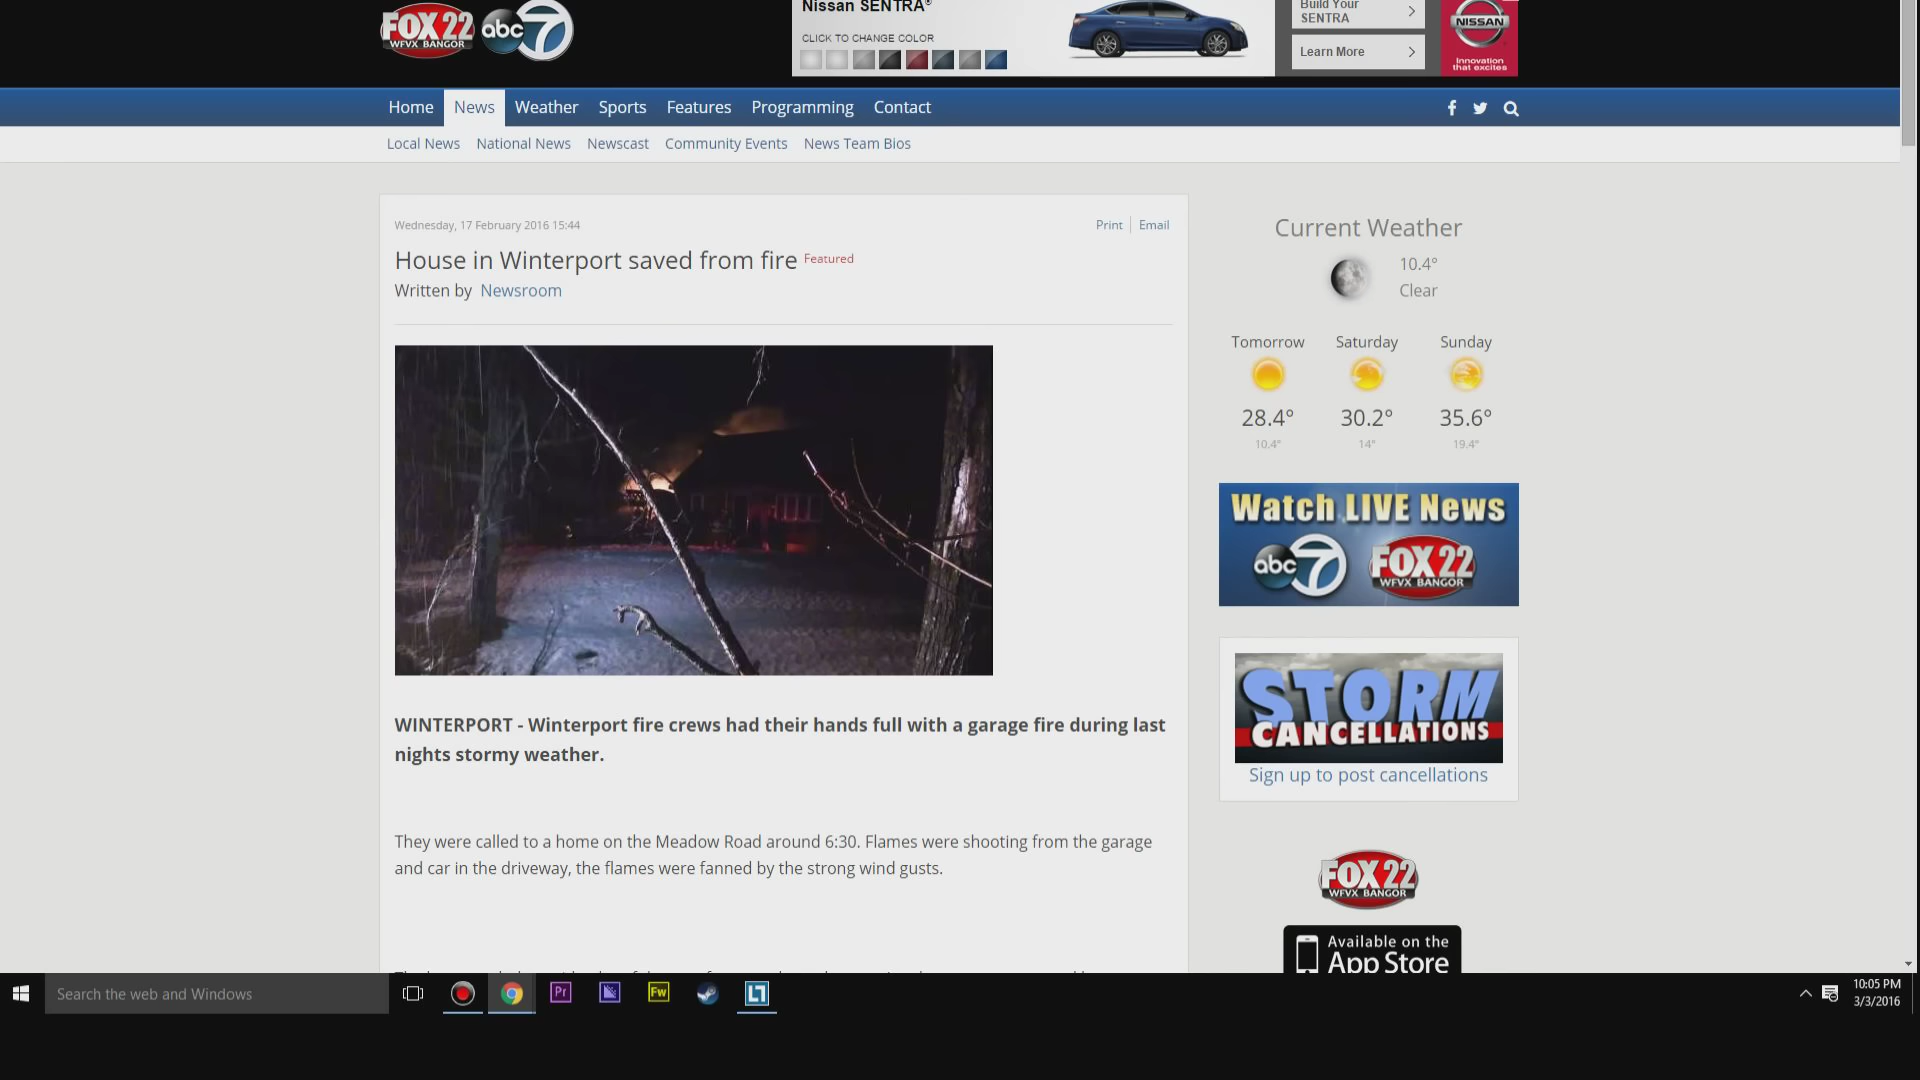 FOX 22
WFVX BANGOR
abc 7
Nissan SENTRA®
CLICK TO CHANGE COLOR
Build Your
SENTRA
Learn More
NISSAN
Innovation
that excites
Home News Weather Sports Features Programming Contact
Local News National News Newscast Community Events News Team Bios
Wednesday, 17 February 2016 15:44
Print Email
House in Winterport saved from fire Featured
Written by Newsroom
WINTERPORT - Winterport fire crews had their hands full with a garage fire during last
nights stormy weather.
They were called to a home on the Meadow Road around 6:30. Flames were shooting from the garage
and car in the driveway, the flames were fanned by the strong wind gusts.
Current Weather
10.4°
Clear
Tomorrow Saturday Sunday
28.4° 30.2° 35.6°
10.4° 14° 19.4°
Watch LIVE News
abc 7 FOX 22
WFVX BANGOR
STORM
CANCELLATIONS
Sign up to post cancellations
FOX 22
WFVX BANGOR
Available on the
App Store
Search the web and Windows
Pr
Fw
10:05 PM
3/3/2016